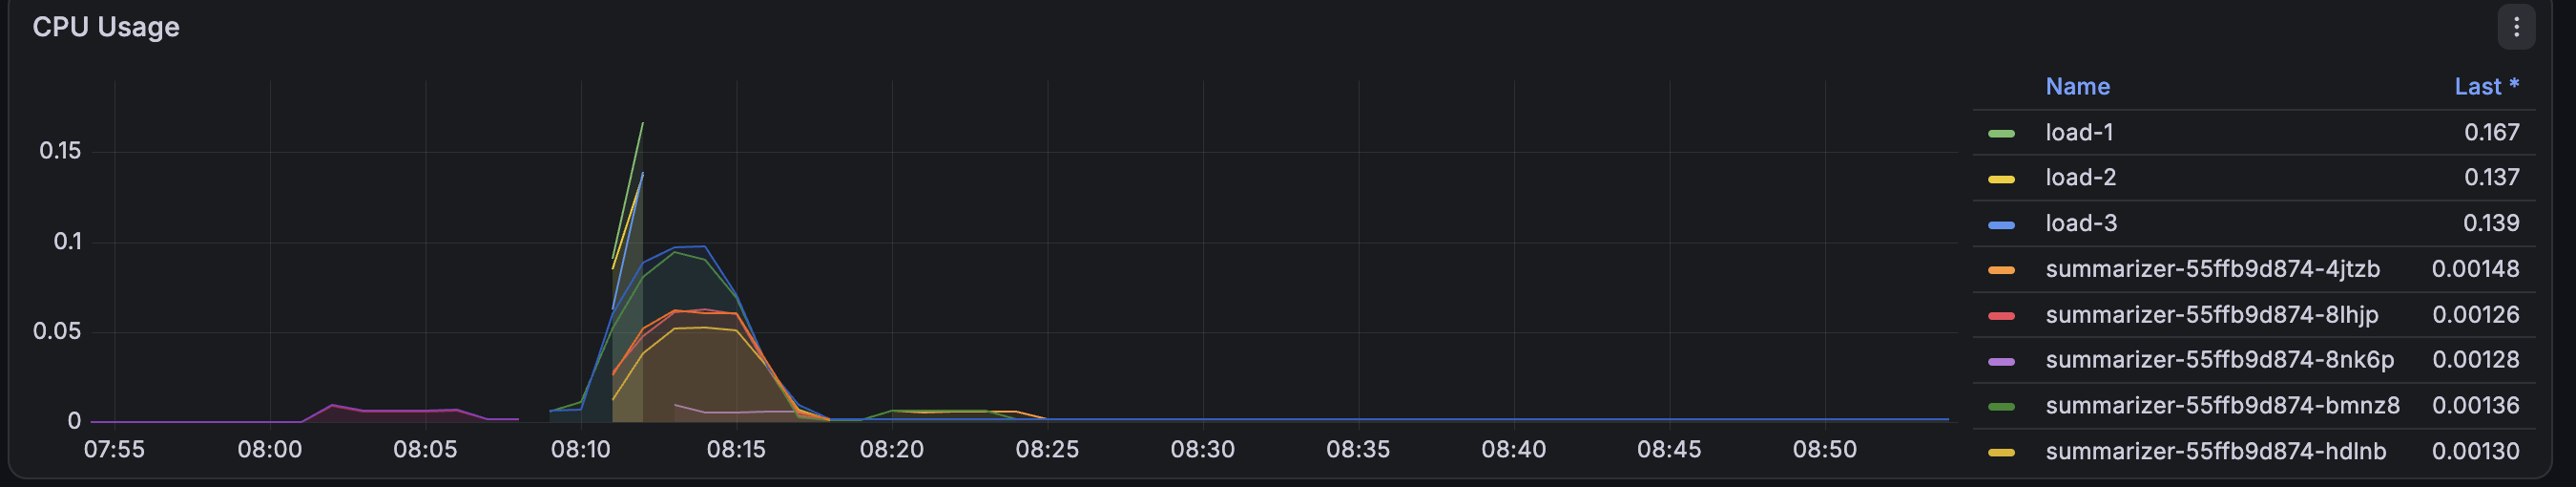 CPU Usage
Name Last *
0.15
0.1
0.05
0
07:55 08:00 08:05 08:10 08:15 08:20 08:25 08:30 08:35 08:40 08:45 08:50
load-1 0.167
load-2 0.137
load-3 0.139
summarizer-55ffb9d874-4jtzb 0.00148
summarizer-55ffb9d874-8lhjp 0.00126
summarizer-55ffb9d874-8nk6p 0.00128
summarizer-55ffb9d874-bmnz8 0.00136
summarizer-55ffb9d874-hdlnb 0.00130